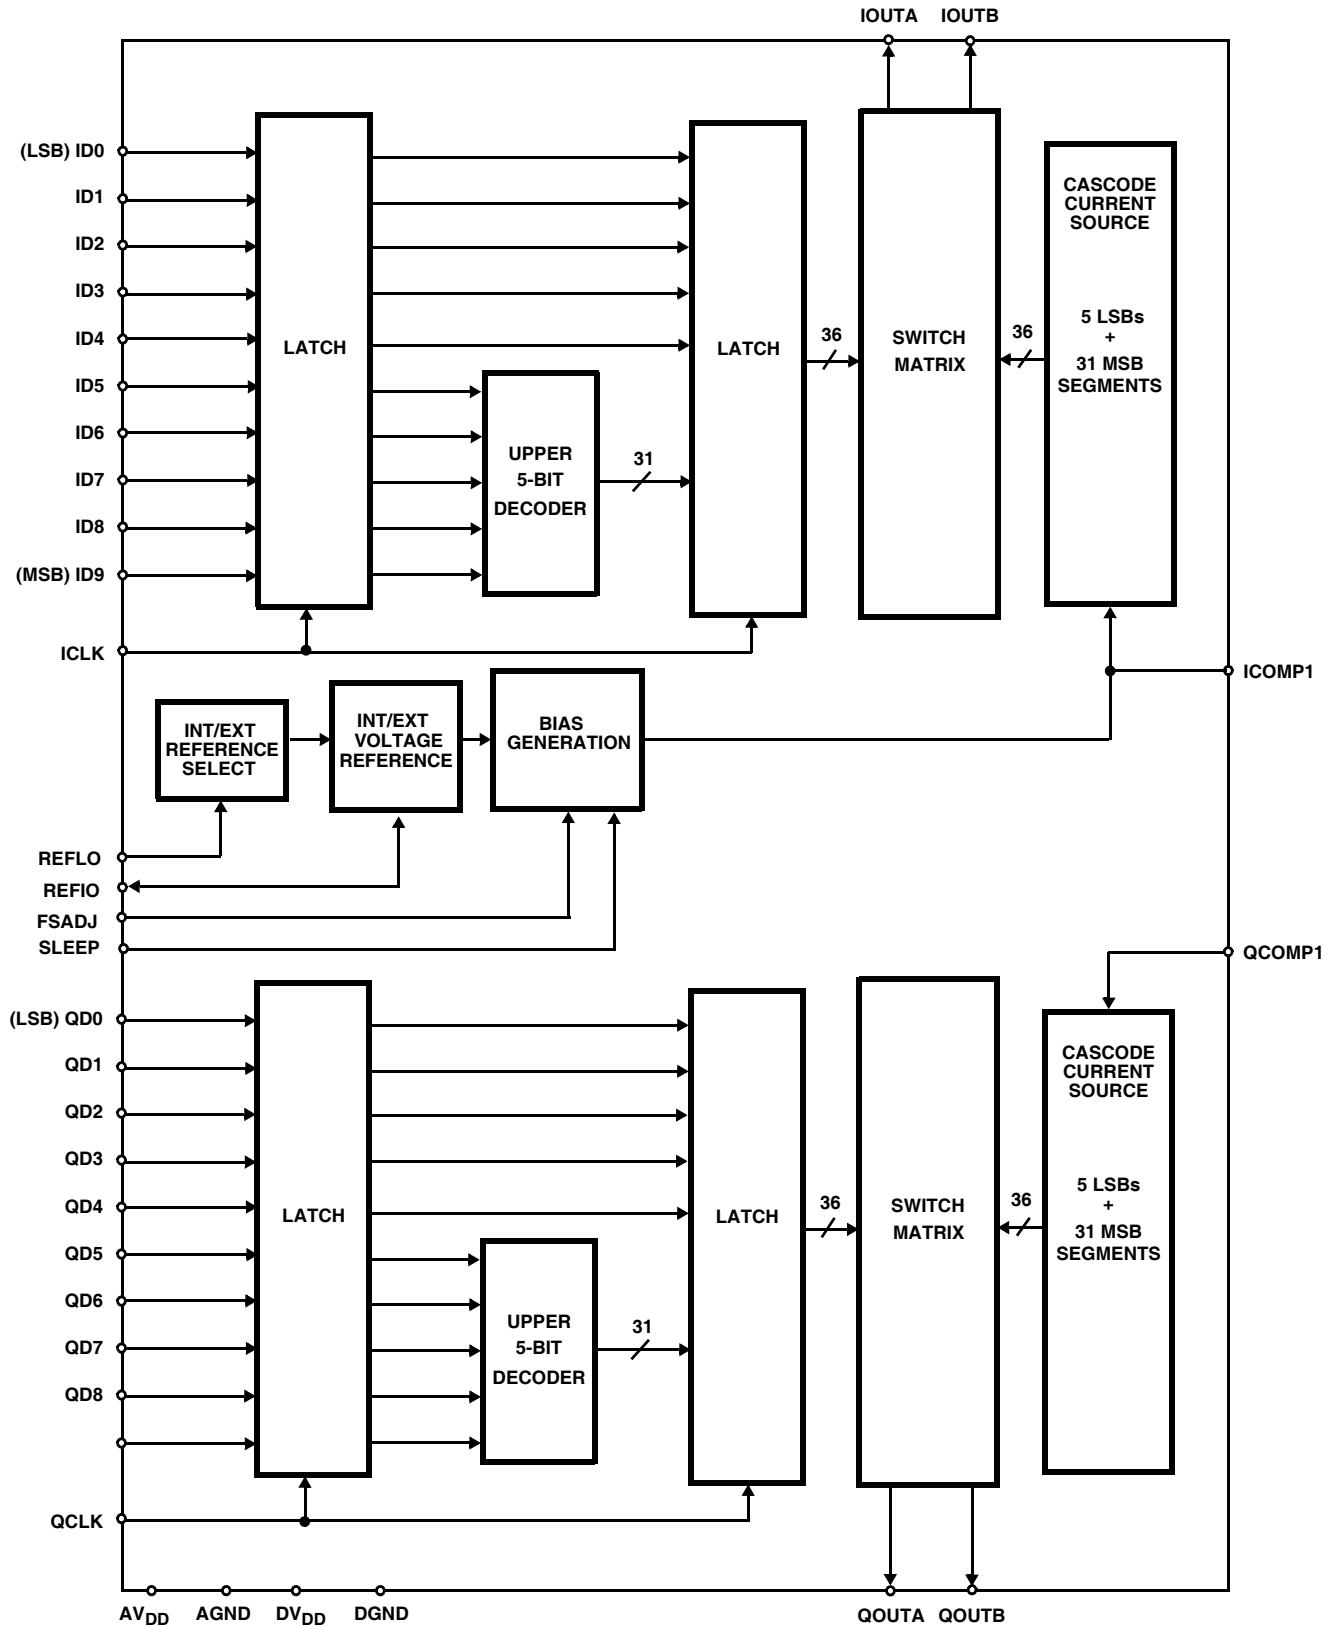 IOUTA IOUTB
(LSB) ID0
ID1
ID2
ID3
ID4
ID5
ID6
ID7
ID8
(MSB) ID9
ICLK
LATCH
UPPER
5-BIT
DECODER
31
LATCH
36
SWITCH
MATRIX
36
CASCODE
CURRENT
SOURCE
5 LSBs
+
31 MSB
SEGMENTS
ICOMP1
INT/EXT
REFERENCE
SELECT
INT/EXT
VOLTAGE
REFERENCE
BIAS
GENERATION
REFLO
REFIO
FSADJ
SLEEP
QCOMP1
(LSB) QD0
QD1
QD2
QD3
QD4
QD5
QD6
QD7
QD8
QCLK
LATCH
UPPER
5-BIT
DECODER
31
LATCH
36
SWITCH
MATRIX
36
CASCODE
CURRENT
SOURCE
5 LSBs
+
31 MSB
SEGMENTS
AVDD AGND DVDD DGND QOUTA QOUTB